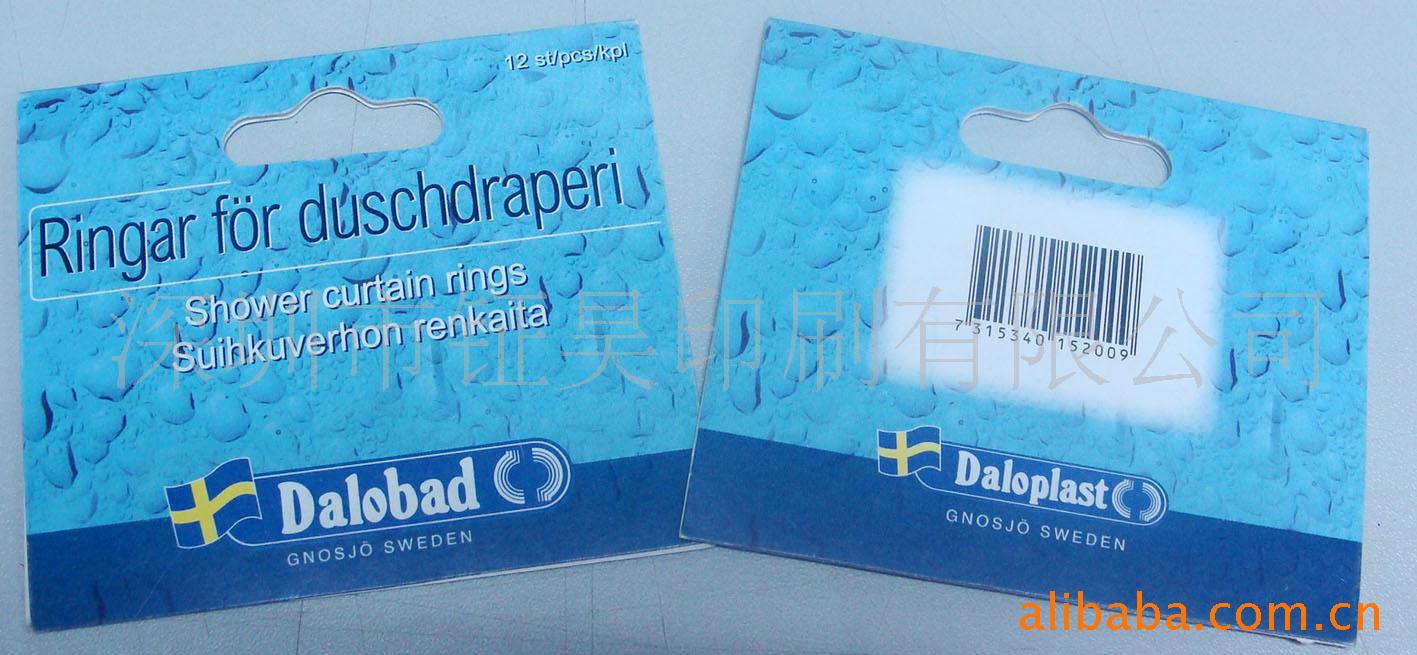 12 st/pcs/kpl
Ringar för duschdraperi
Shower curtain rings
Suihkuverhon renkaita
Dalobad
GNOSJÖ SWEDEN
7 315340 152009
Daloplast
GNOSJÖ SWEDEN
深圳市钲昊印刷有限公司
alibaba.com.cn